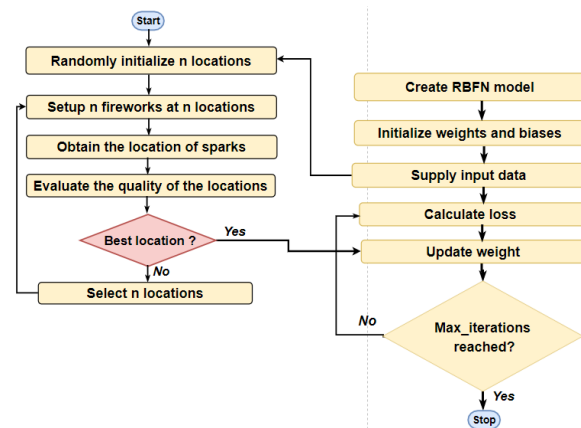 Start
Randomly initialize n locations
Setup n fireworks at n locations
Obtain the location of sparks
Evaluate the quality of the locations
Best location ?
Yes
No
Select n locations
Create RBFN model
Initialize weights and biases
Supply input data
Calculate loss
Update weight
No
Max_iterations
reached?
Yes
Stop